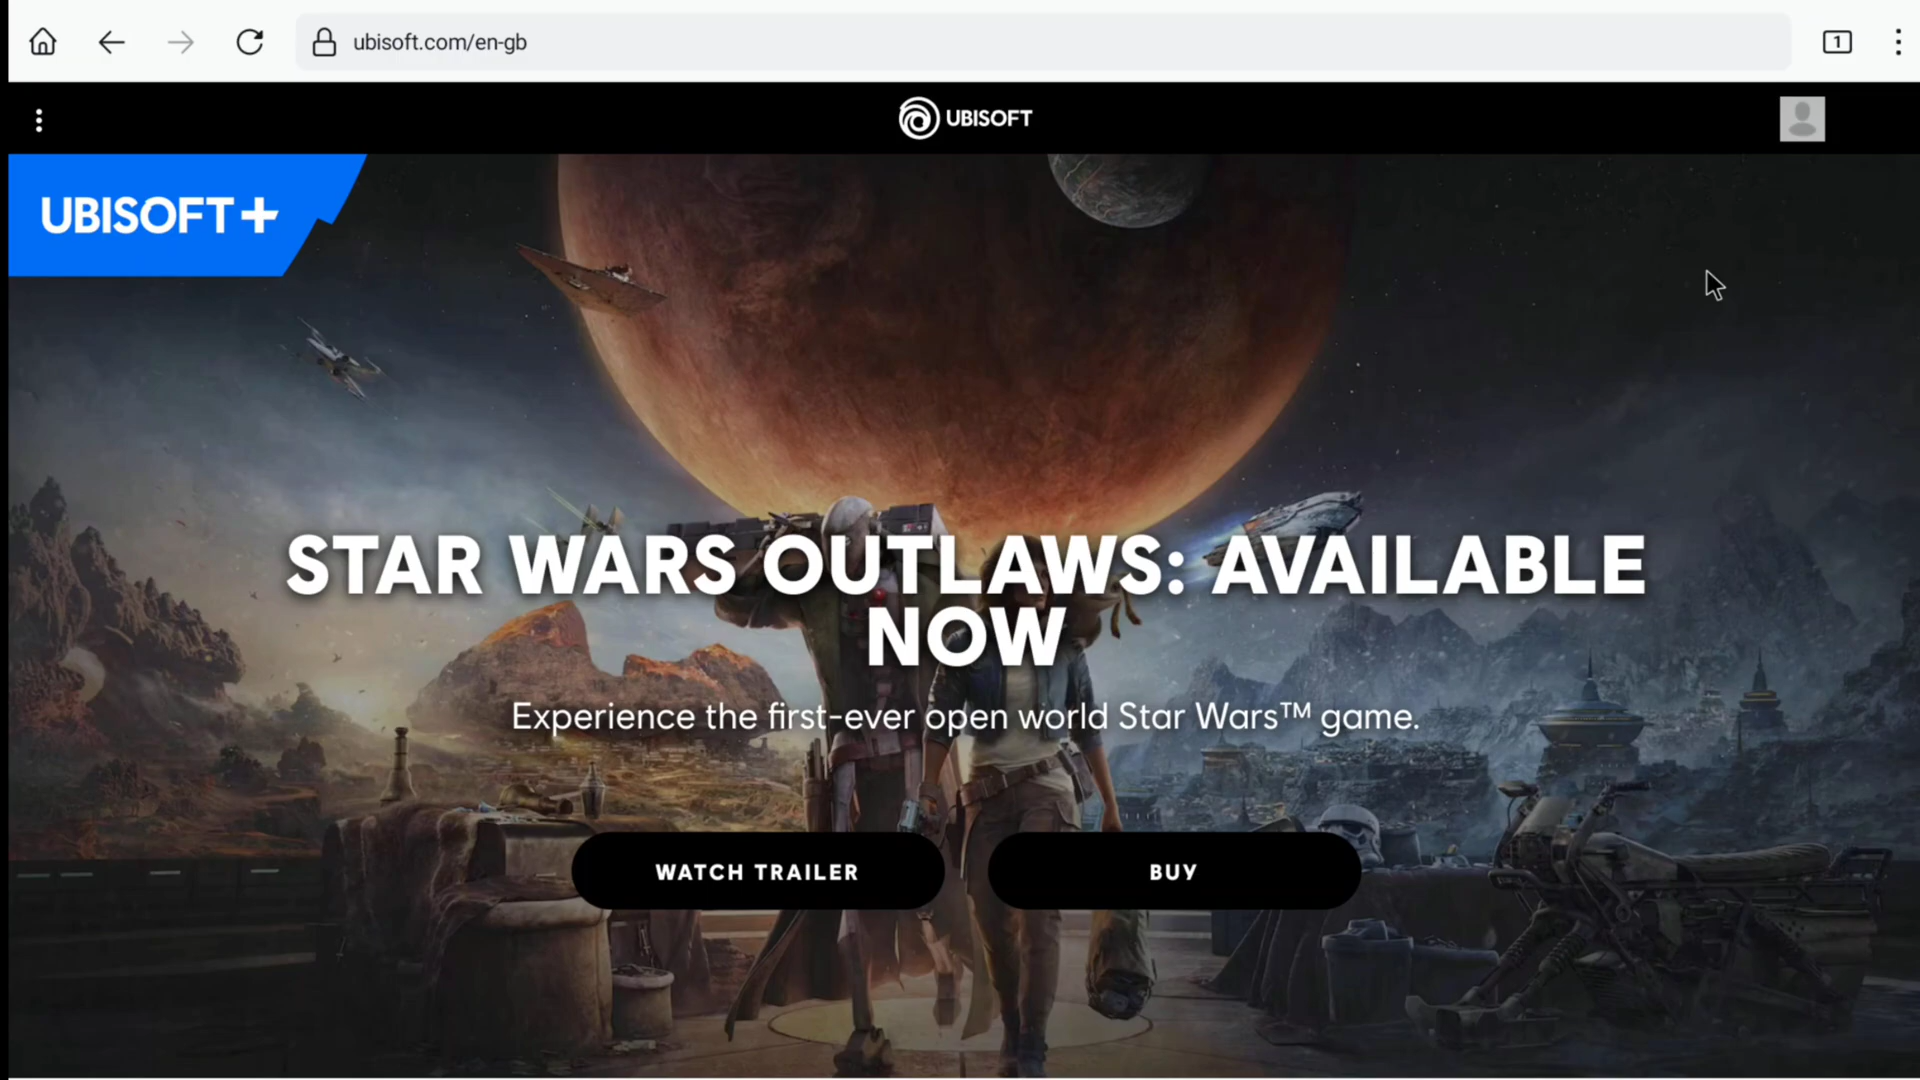 ubisoft.com/en-gb
1
UBISOFT
UBISOFT+
STAR WARS OUTLAWS: AVAILABLE
NOW
Experience the first-ever open world Star Wars™ game.
WATCH TRAILER
BUY